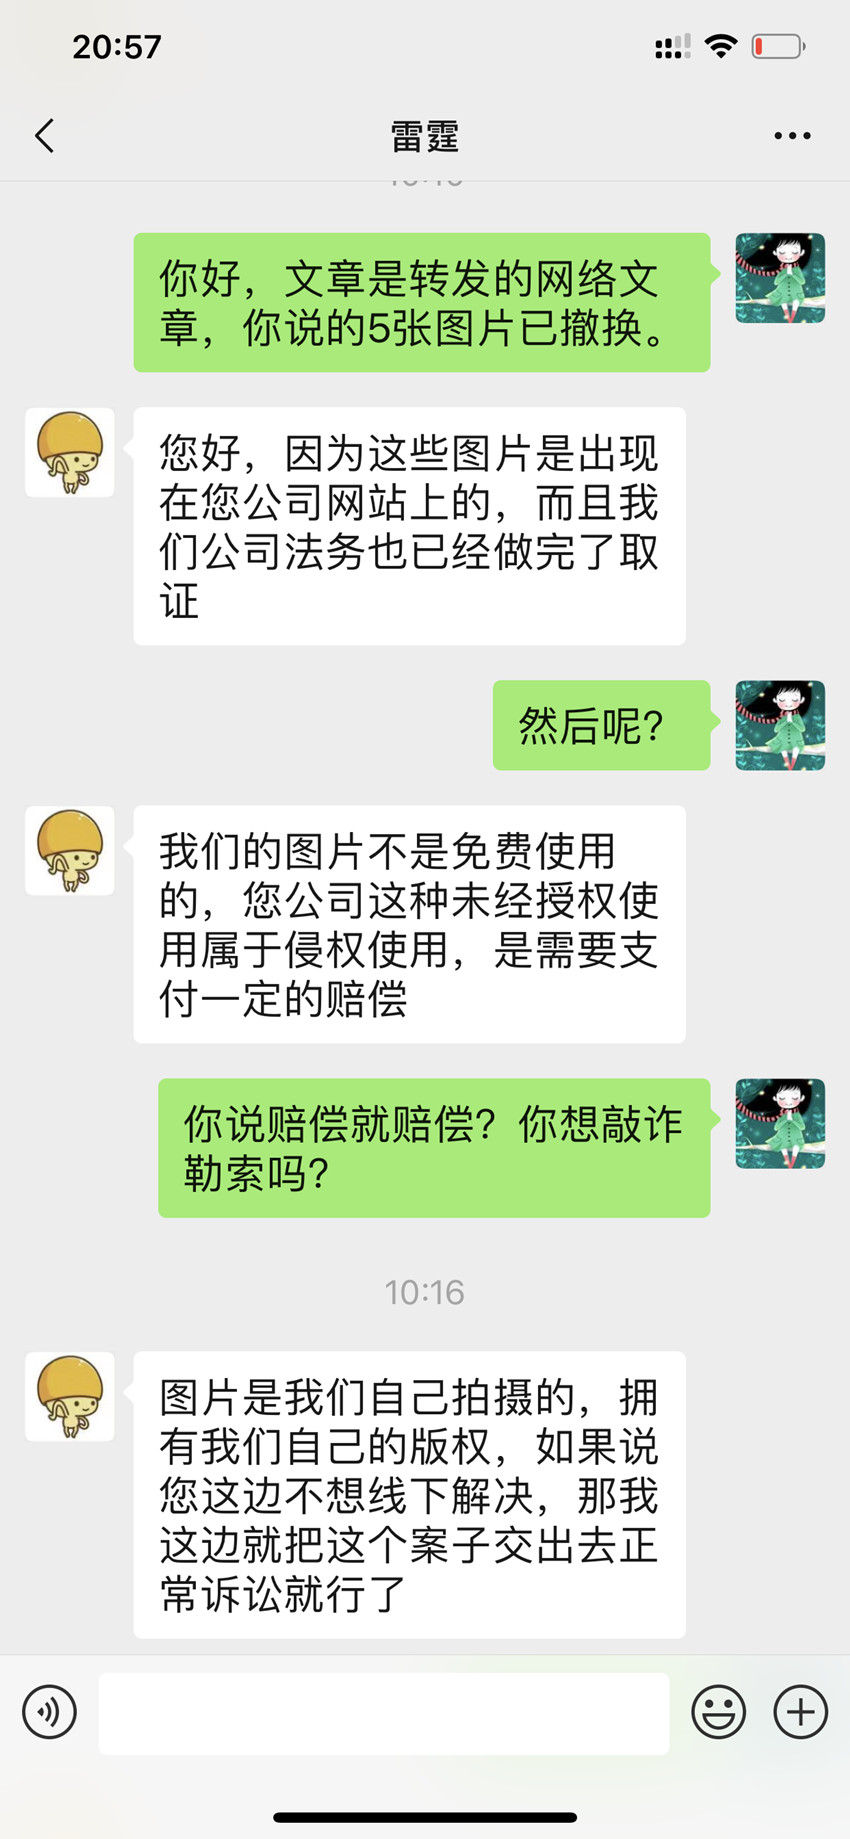 20:57
雷霆
你好，文章是转发的网络文
章，你说的5张图片已撤换。
您好，因为这些图片是出现
在您公司网站上的，而且我
们公司法务也已经做完了取
证
然后呢？
我们的图片不是免费使用
的，您公司这种未经授权使
用属于侵权使用，是需要支
付一定的赔偿
你说赔偿就赔偿？你想敲诈
勒索吗？
10:16
图片是我们自己拍摄的，拥
有我们自己的版权，如果说
您这边不想线下解决，那我
这边就把这个案子交出去正
常诉讼就行了